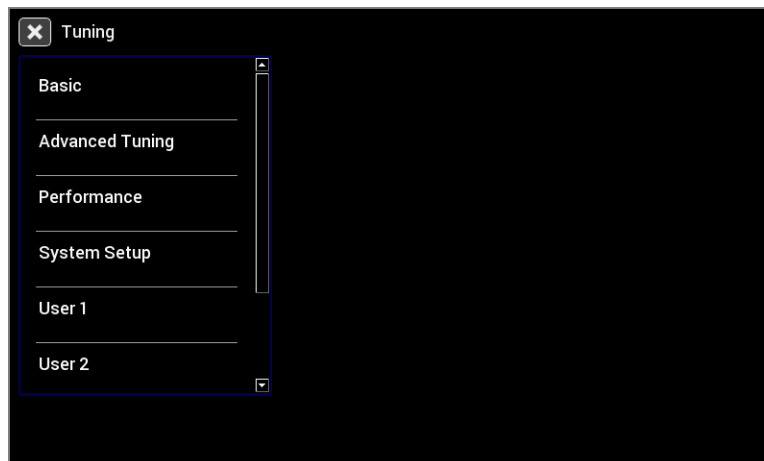 Tuning
Basic
Advanced Tuning
Performance
System Setup
User 1
User 2